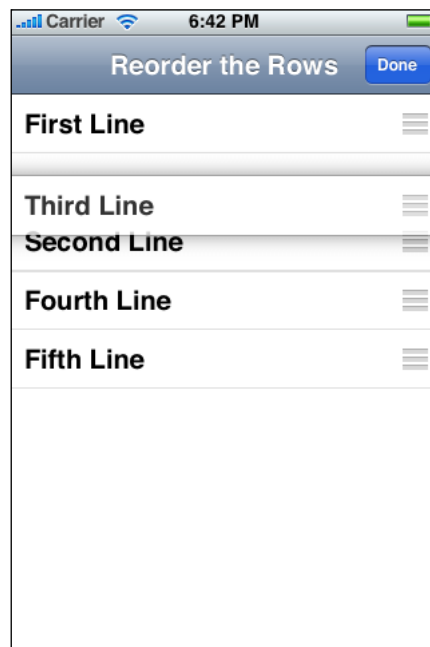 Carrier 6:42 PM
Reorder the Rows Done
First Line
Third Line
Second Line
Fourth Line
Fifth Line